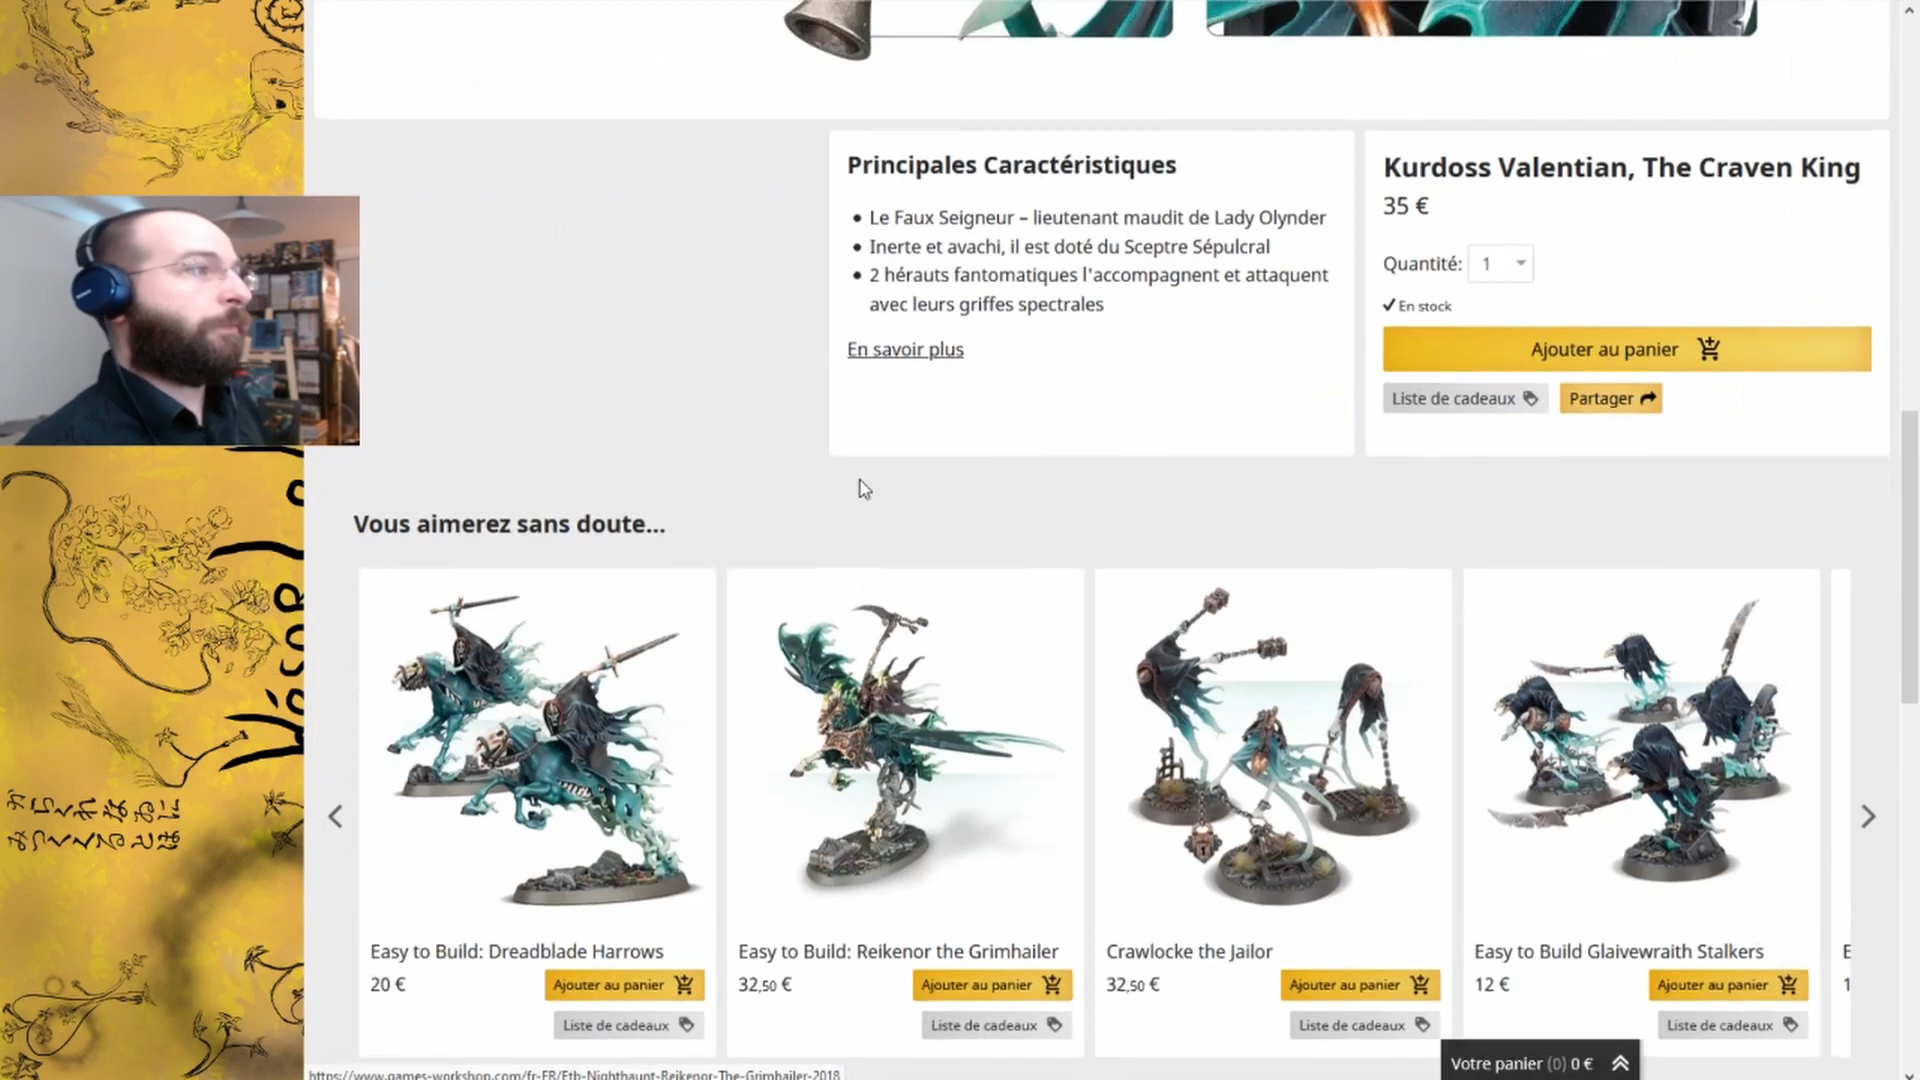 Principales Caractéristiques
Le Faux Seigneur – lieutenant maudit de Lady Olynder
Inerte et avachi, il est doté du Sceptre Sépulcral
2 hérauts fantomatiques l'accompagnent et attaquent
avec leurs griffes spectrales
En savoir plus
Kurdoss Valentian, The Craven King
35 €
Quantité: 1
En stock
Ajouter au panier
Liste de cadeaux Partager
Vous aimerez sans doute...
Easy to Build: Dreadblade Harrows
20 € Ajouter au panier
Liste de cadeaux
Easy to Build: Reikenor the Grimhailer
32,50 € Ajouter au panier
Liste de cadeaux
Crawlocke the Jailor
32,50 € Ajouter au panier
Liste de cadeaux
Easy to Build Glaivewraith Stalkers
12 € Ajouter au panier
Liste de cadeaux
E
1
Votre panier (0) 0 €
https://www.games-workshop.com/fr-FR/Etb-Nighthaunt-Reikenor-The-Grimhailer-2018